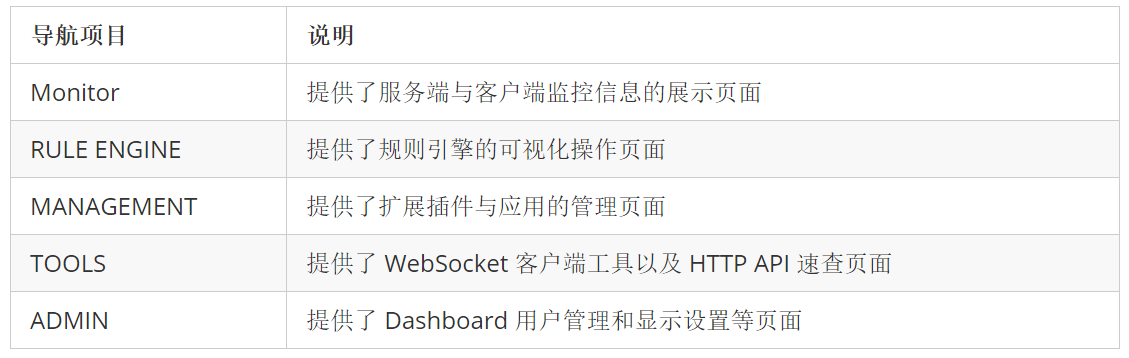 导航项目 说明
Monitor 提供了服务端与客户端监控信息的展示页面
RULE ENGINE 提供了规则引擎的可视化操作页面
MANAGEMENT 提供了扩展插件与应用的管理页面
TOOLS 提供了 WebSocket 客户端工具以及 HTTP API 速查页面
ADMIN 提供了 Dashboard 用户管理和显示设置等页面